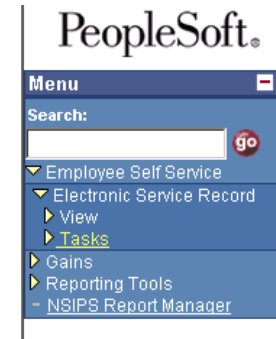 PeopleSoft®
Menu
Search:
go
Employee Self Service
Electronic Service Record
View
Tasks
Gains
Reporting Tools
NSIPS Report Manager